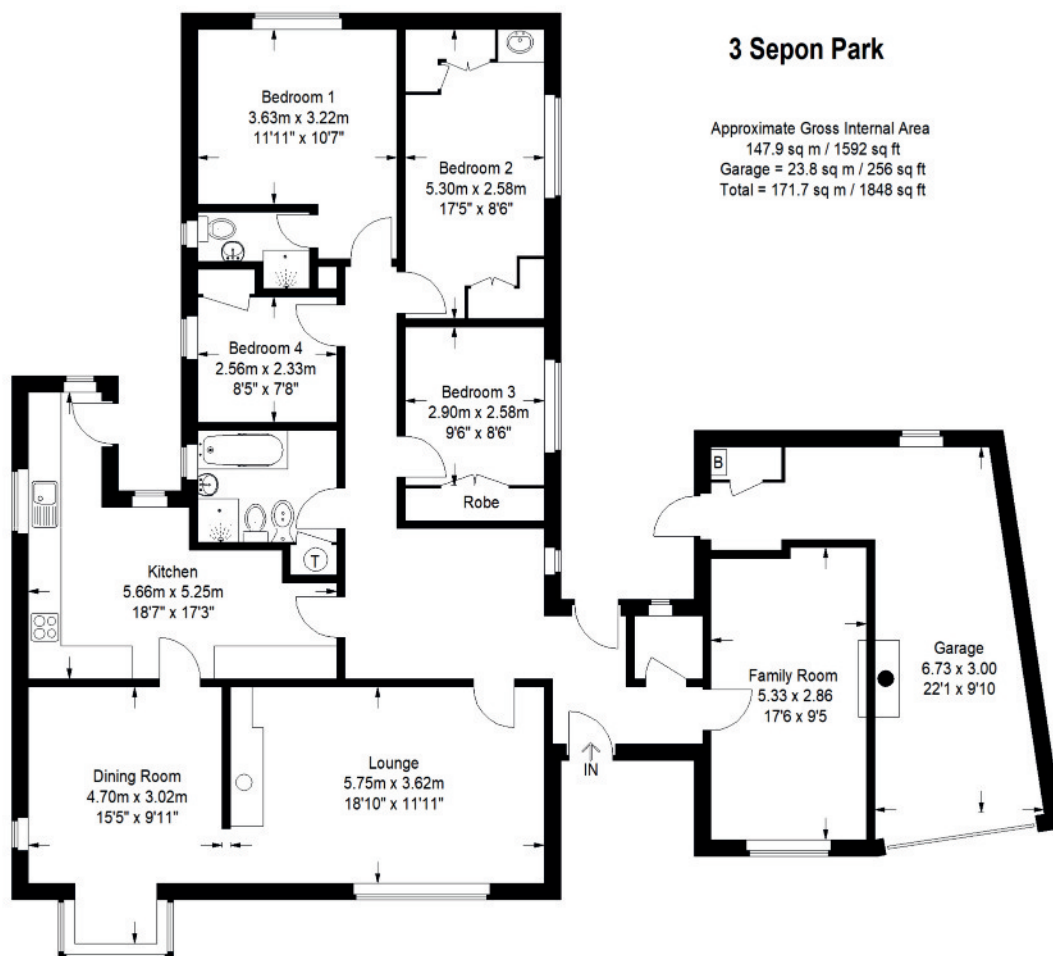 3 Sepon Park
Approximate Gross Internal Area
147.9 sq m / 1592 sq ft
Garage = 23.8 sq m / 256 sq ft
Total = 171.7 sq m / 1848 sq ft
Bedroom 1
3.63m x 3.22m
11'11" x 10'7"
Bedroom 2
5.30m x 2.58m
17'5" x 8'6"
Bedroom 4
2.56m x 2.33m
8'5" x 7'8"
Bedroom 3
2.90m x 2.58m
9'6" x 8'6"
Robe
B
T
Kitchen
5.66m x 5.25m
18'7" x 17'3"
Family Room
5.33 x 2.86
17'6 x 9'5
Garage
6.73 x 3.00
22'1 x 9'10
Dining Room
4.70m x 3.02m
15'5" x 9'11"
Lounge
5.75m x 3.62m
18'10" x 11'11"
IN